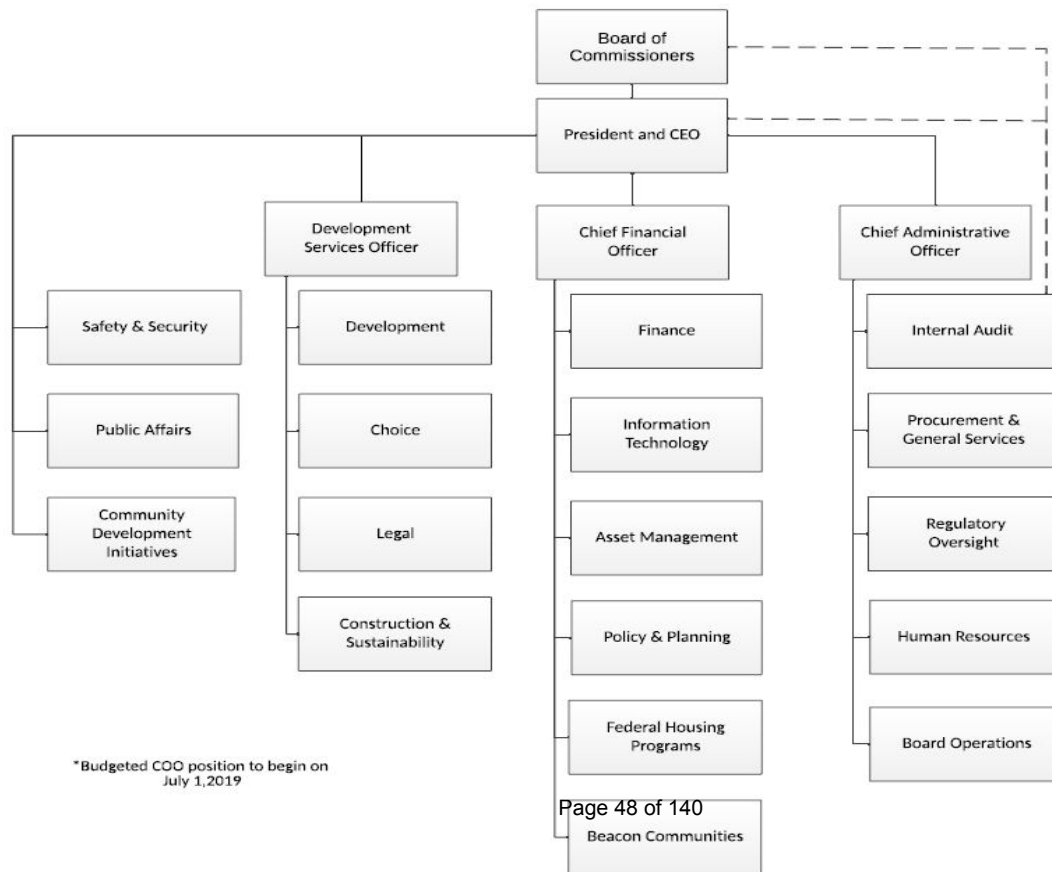 Board of
Commissioners
President and CEO
Development
Services Officer
Chief Financial
Officer
Chief Administrative
Officer
Safety & Security
Development
Finance
Internal Audit
Public Affairs
Choice
Information
Technology
Procurement &
General Services
Community
Development
Initiatives
Legal
Asset Management
Regulatory
Oversight
Construction &
Sustainability
Policy & Planning
Human Resources
Federal Housing
Programs
Board Operations
*Budgeted COO position to begin on
July 1,2019
Page 48 of 140
Beacon Communities